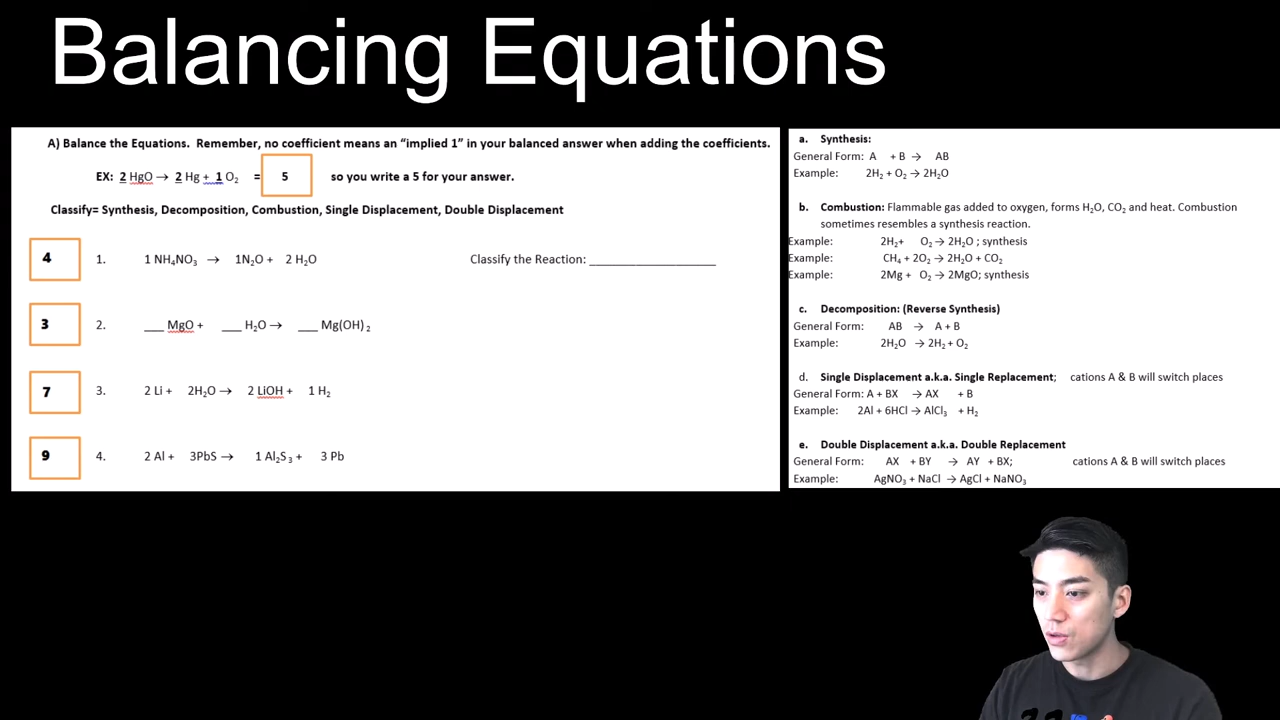 Balancing Equations
A) Balance the Equations. Remember, no coefficient means an “implied 1” in your balanced answer when adding the coefficients.
EX: 2 HgO → 2 Hg + 1 O₂ = 5 so you write a 5 for your answer.
Classify= Synthesis, Decomposition, Combustion, Single Displacement, Double Displacement
4 1. 1 NH₄NO₃ → 1N₂O + 2 H₂O Classify the Reaction: ____________________
3 2. ___ MgO + ___ H₂O → ___ Mg(OH)₂
7 3. 2 Li + 2H₂O → 2 LiOH + 1 H₂
9 4. 2 Al + 3PbS → 1 Al₂S₃ + 3 Pb
a. Synthesis:
General Form: A + B → AB
Example: 2H₂ + O₂ → 2H₂O
b. Combustion: Flammable gas added to oxygen, forms H₂O, CO₂ and heat. Combustion
sometimes resembles a synthesis reaction.
Example: 2H₂+ O₂ → 2H₂O ; synthesis
Example: CH₄ + 2O₂ → 2H₂O + CO₂
Example: 2Mg + O₂ → 2MgO; synthesis
c. Decomposition: (Reverse Synthesis)
General Form: AB → A + B
Example: 2H₂O → 2H₂ + O₂
d. Single Displacement a.k.a. Single Replacement; cations A & B will switch places
General Form: A + BX → AX + B
Example: 2Al + 6HCl → AlCl₃ + H₂
e. Double Displacement a.k.a. Double Replacement
General Form: AX + BY → AY + BX; cations A & B will switch places
Example: AgNO₃ + NaCl → AgCl + NaNO₃